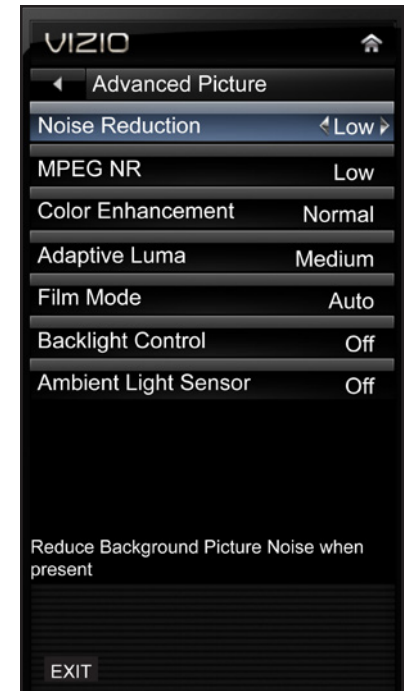 VIZIO
Advanced Picture
Noise Reduction Low
MPEG NR Low
Color Enhancement Normal
Adaptive Luma Medium
Film Mode Auto
Backlight Control Off
Ambient Light Sensor Off
Reduce Background Picture Noise when
present
EXIT